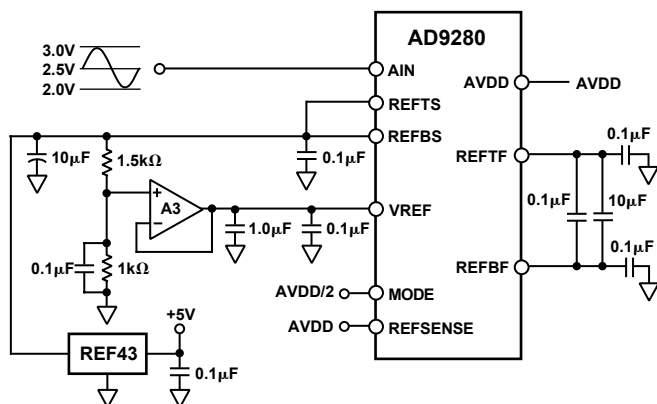 AD9280
3.0V
2.5V
2.0V
AIN
AVDD
AVDD
REFTS
REFBS
10μF
1.5kΩ
0.1μF
REFTF
0.1μF
A3
VREF
1.0μF
0.1μF
0.1μF
10μF
0.1μF
1kΩ
0.1μF
REFBF
AVDD/2
MODE
AVDD
REFSENSE
+5V
REF43
0.1μF